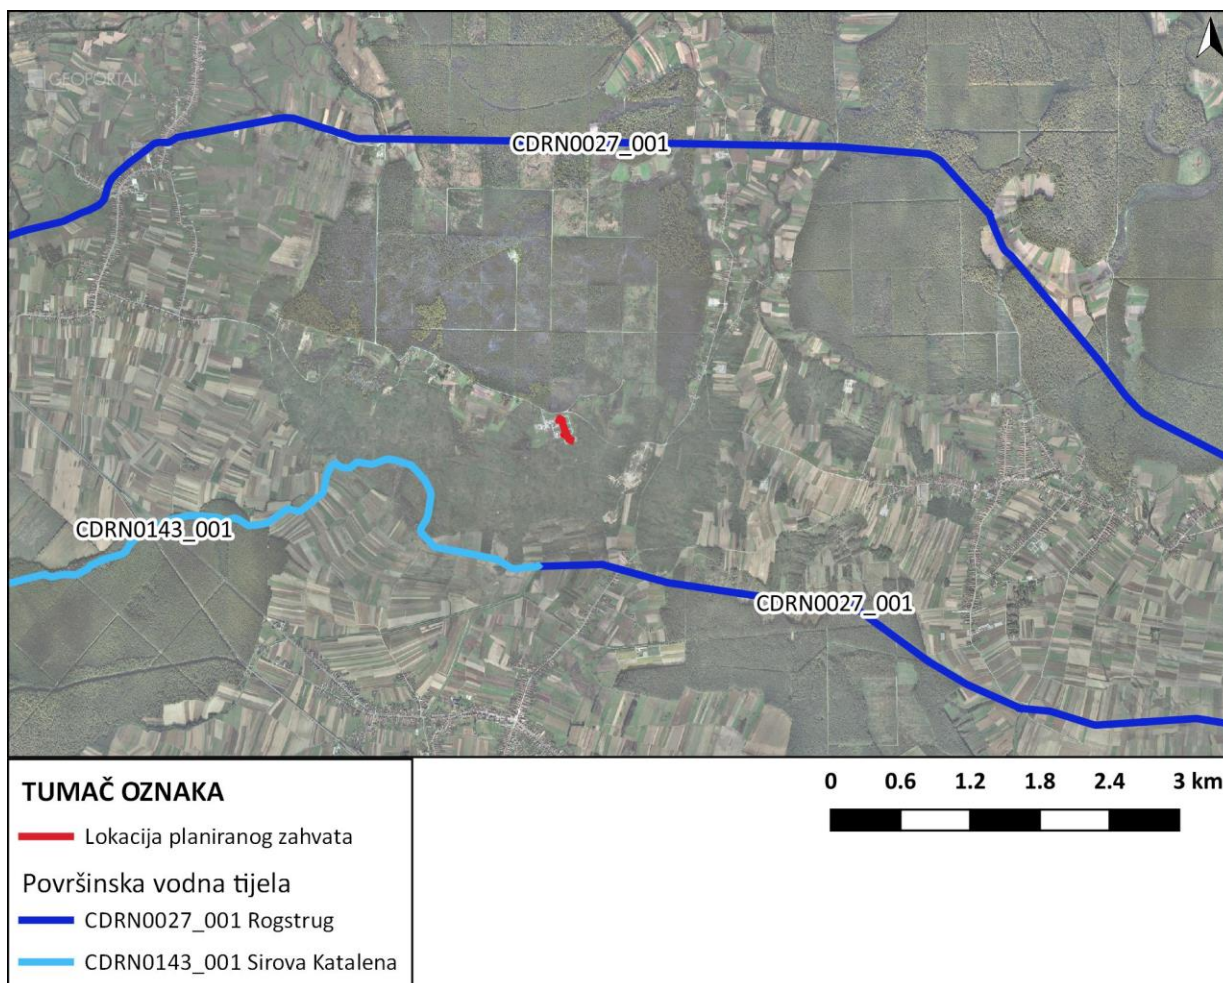 GEOPORTAL
CDRN0027_001
CDRN0143_001
CDRN0027_001
TUMAČ OZNAKA
Lokacija planiranog zahvata
Površinska vodna tijela
CDRN0027_001 Rogstrug
CDRN0143_001 Sirova Katalena
0 0.6 1.2 1.8 2.4 3 km